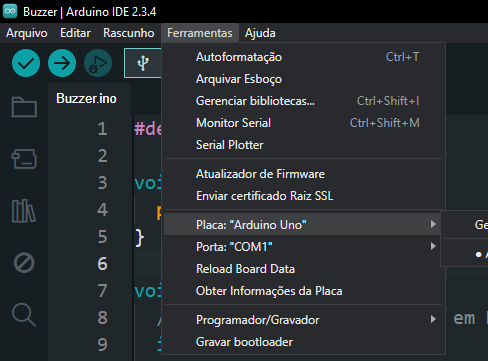 Buzzer | Arduino IDE 2.3.4
Arquivo Editar Rascunho Ferramentas Ajuda
Autoformatação Ctrl+T
Arquivar Esboço
Gerenciar bibliotecas... Ctrl+Shift+I
Monitor Serial Ctrl+Shift+M
Serial Plotter
Atualizador de Firmware
Enviar certificado Raiz SSL
Placa: "Arduino Uno"
Porta: "COM1"
Reload Board Data
Obter Informações da Placa
Programador/Gravador
Gravar bootloader
Ge
Buzzer.ino
1 #de
2
3 voi
4 p
5 }
6
7 voi
8 / em
9 i